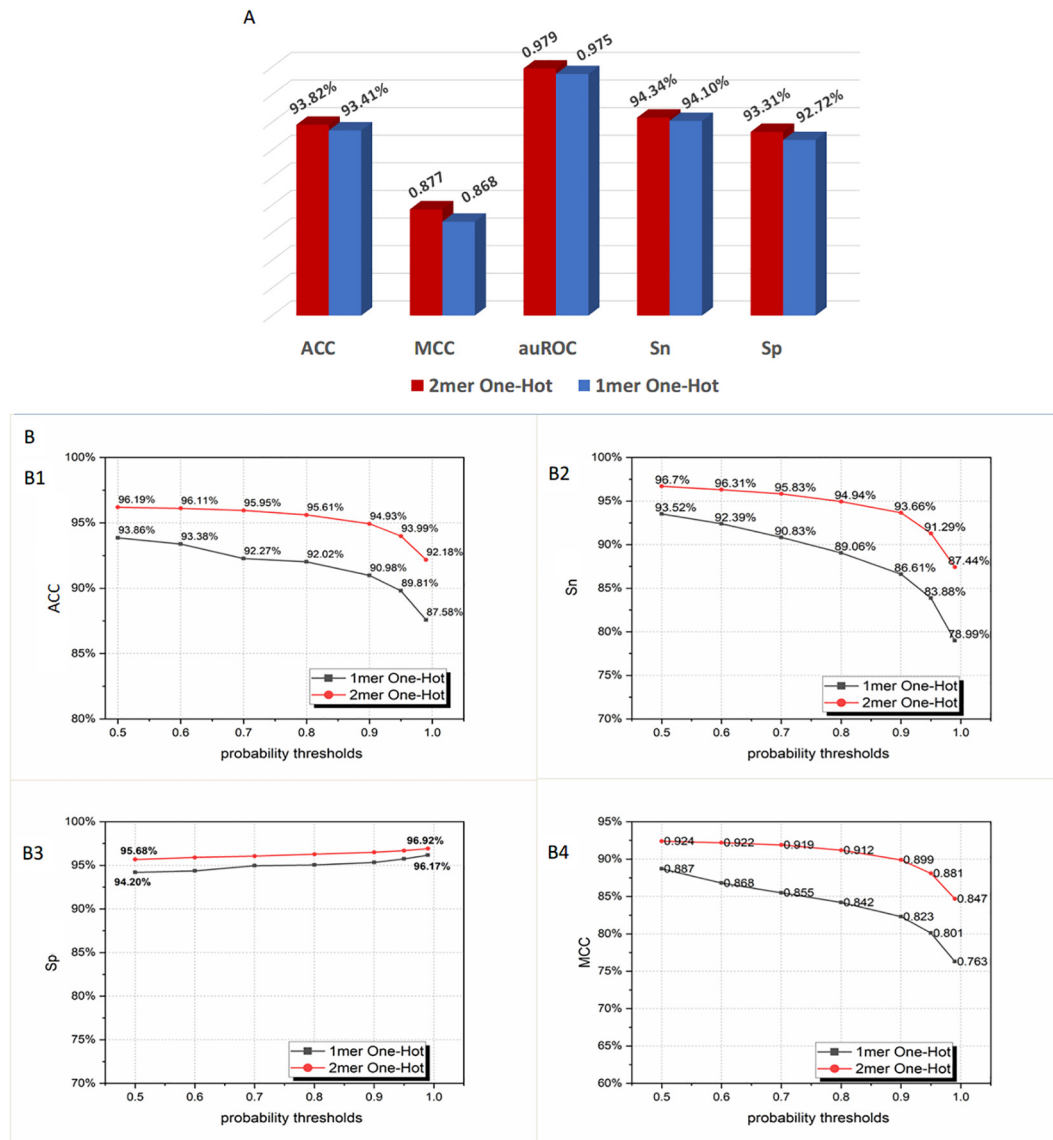 A
93.82% 93.41% 0.877 0.868 0.979 0.975 94.34% 94.10% 93.31% 92.72%
ACC MCC auROC Sn Sp
2mer One-Hot 1mer One-Hot
B
B1
100%
95%
90%
85%
80%
ACC
96.19% 96.11% 95.95% 95.61% 94.93% 93.99% 92.18%
93.86% 93.38% 92.27% 92.02% 90.98% 89.81% 87.58%
1mer One-Hot
2mer One-Hot
0.5 0.6 0.7 0.8 0.9 1.0
probability thresholds
B2
100%
95%
90%
85%
80%
75%
70%
Sn
96.7% 96.31% 95.83% 94.94% 93.66% 91.29% 87.44%
93.52% 92.39% 90.83% 89.06% 86.61% 83.88% 78.99%
1mer One-Hot
2mer One-Hot
0.5 0.6 0.7 0.8 0.9 1.0
probability thresholds
B3
100%
95%
90%
85%
80%
75%
70%
Sp
95.68% 96.92%
94.20% 96.17%
1mer One-Hot
2mer One-Hot
0.5 0.6 0.7 0.8 0.9 1.0
probability thresholds
B4
95%
90%
85%
80%
75%
70%
65%
60%
MCC
0.924 0.922 0.919 0.912 0.899 0.881 0.847
0.887 0.868 0.855 0.842 0.823 0.801 0.763
1mer One-Hot
2mer One-Hot
0.5 0.6 0.7 0.8 0.9 1.0
probability thresholds